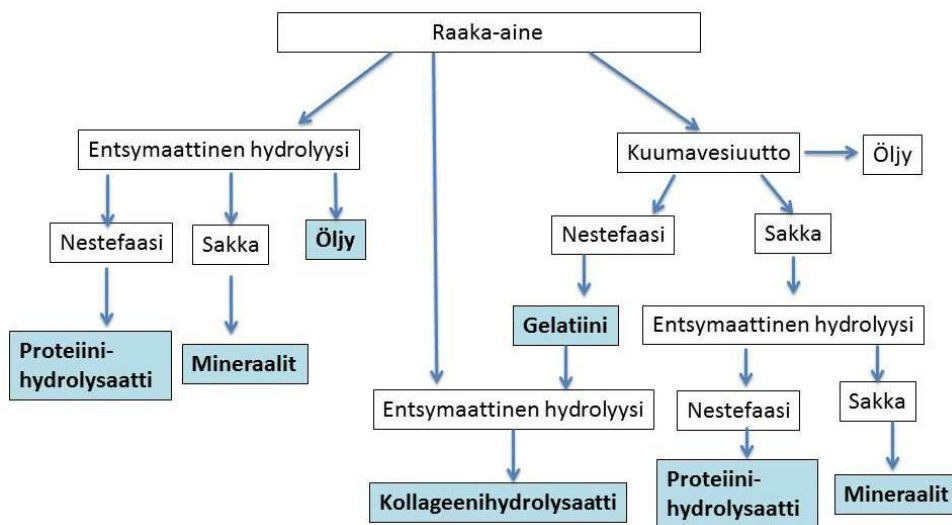 Raaka-aine
Entsymaattinen hydrolyysi
Kuumavesiuutto
Öljy
Nestefaasi
Sakka
Öljy
Nestefaasi
Sakka
Proteiini-
hydrolysaatti
Mineraalit
Gelatiini
Entsymaattinen hydrolyysi
Entsymaattinen hydrolyysi
Nestefaasi
Sakka
Kollageenihydrolysaatti
Proteiini-
hydrolysaatti
Mineraalit